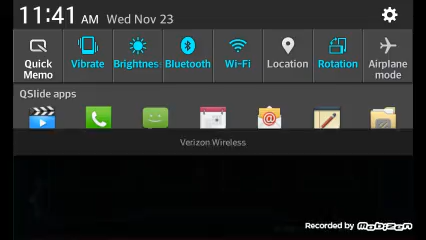 11:41 AM Wed Nov 23
Quick Memo
Vibrate
Brightnes
Bluetooth
Wi-Fi
Location
Rotation
Airplane mode
QSlide apps
Verizon Wireless
Recorded by Mobizen